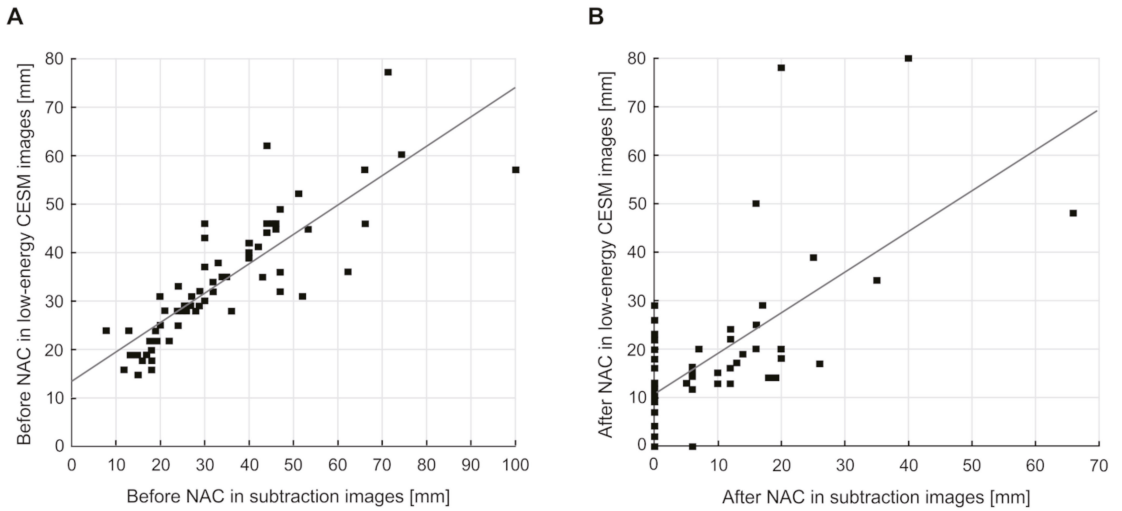 A
B
Before NAC in low-energy CESM images [mm]
80
70
60
50
40
30
20
10
0
0 10 20 30 40 50 60 70 80 90 100
Before NAC in subtraction images [mm]
After NAC in low-energy CESM images [mm]
80
70
60
50
40
30
20
10
0
0 10 20 30 40 50 60 70
After NAC in subtraction images [mm]